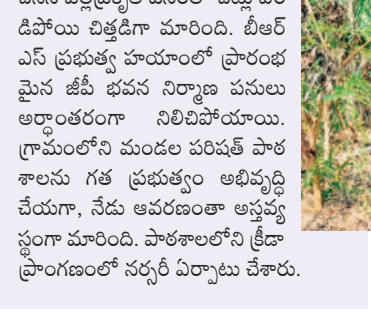 డిపోయి చిత్తడిగా మారింది. బీఆర్
ఎస్ ప్రభుత్వ హయాంలో ప్రారంభ
మైన జీపీ భవన నిర్మాణ పనులు
అర్ధాంతరంగా నిలిచిపోయాయి.
గ్రామంలోని మండల పరిషత్ పాఠ
శాలను గత ప్రభుత్వం అభివృద్ధి
చేయగా, నేడు ఆవరణంతా అస్తవ్య
స్థంగా మారింది. పాఠశాలలోని క్రీడా
ప్రాంగణంలో నర్సరీ ఏర్పాటు చేశారు.